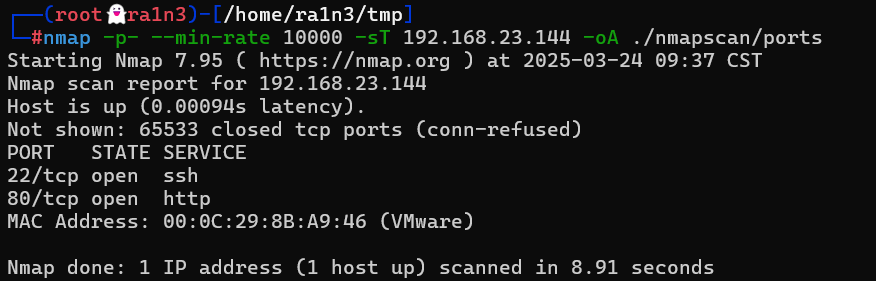 ┌──(root👻ra1n3)-[/home/ra1n3/tmp]
└─#nmap -p- --min-rate 10000 -sT 192.168.23.144 -oA ./nmapscan/ports
Starting Nmap 7.95 ( https://nmap.org ) at 2025-03-24 09:37 CST
Nmap scan report for 192.168.23.144
Host is up (0.00094s latency).
Not shown: 65533 closed tcp ports (conn-refused)
PORT   STATE SERVICE
22/tcp open  ssh
80/tcp open  http
MAC Address: 00:0C:29:8B:A9:46 (VMware)

Nmap done: 1 IP address (1 host up) scanned in 8.91 seconds